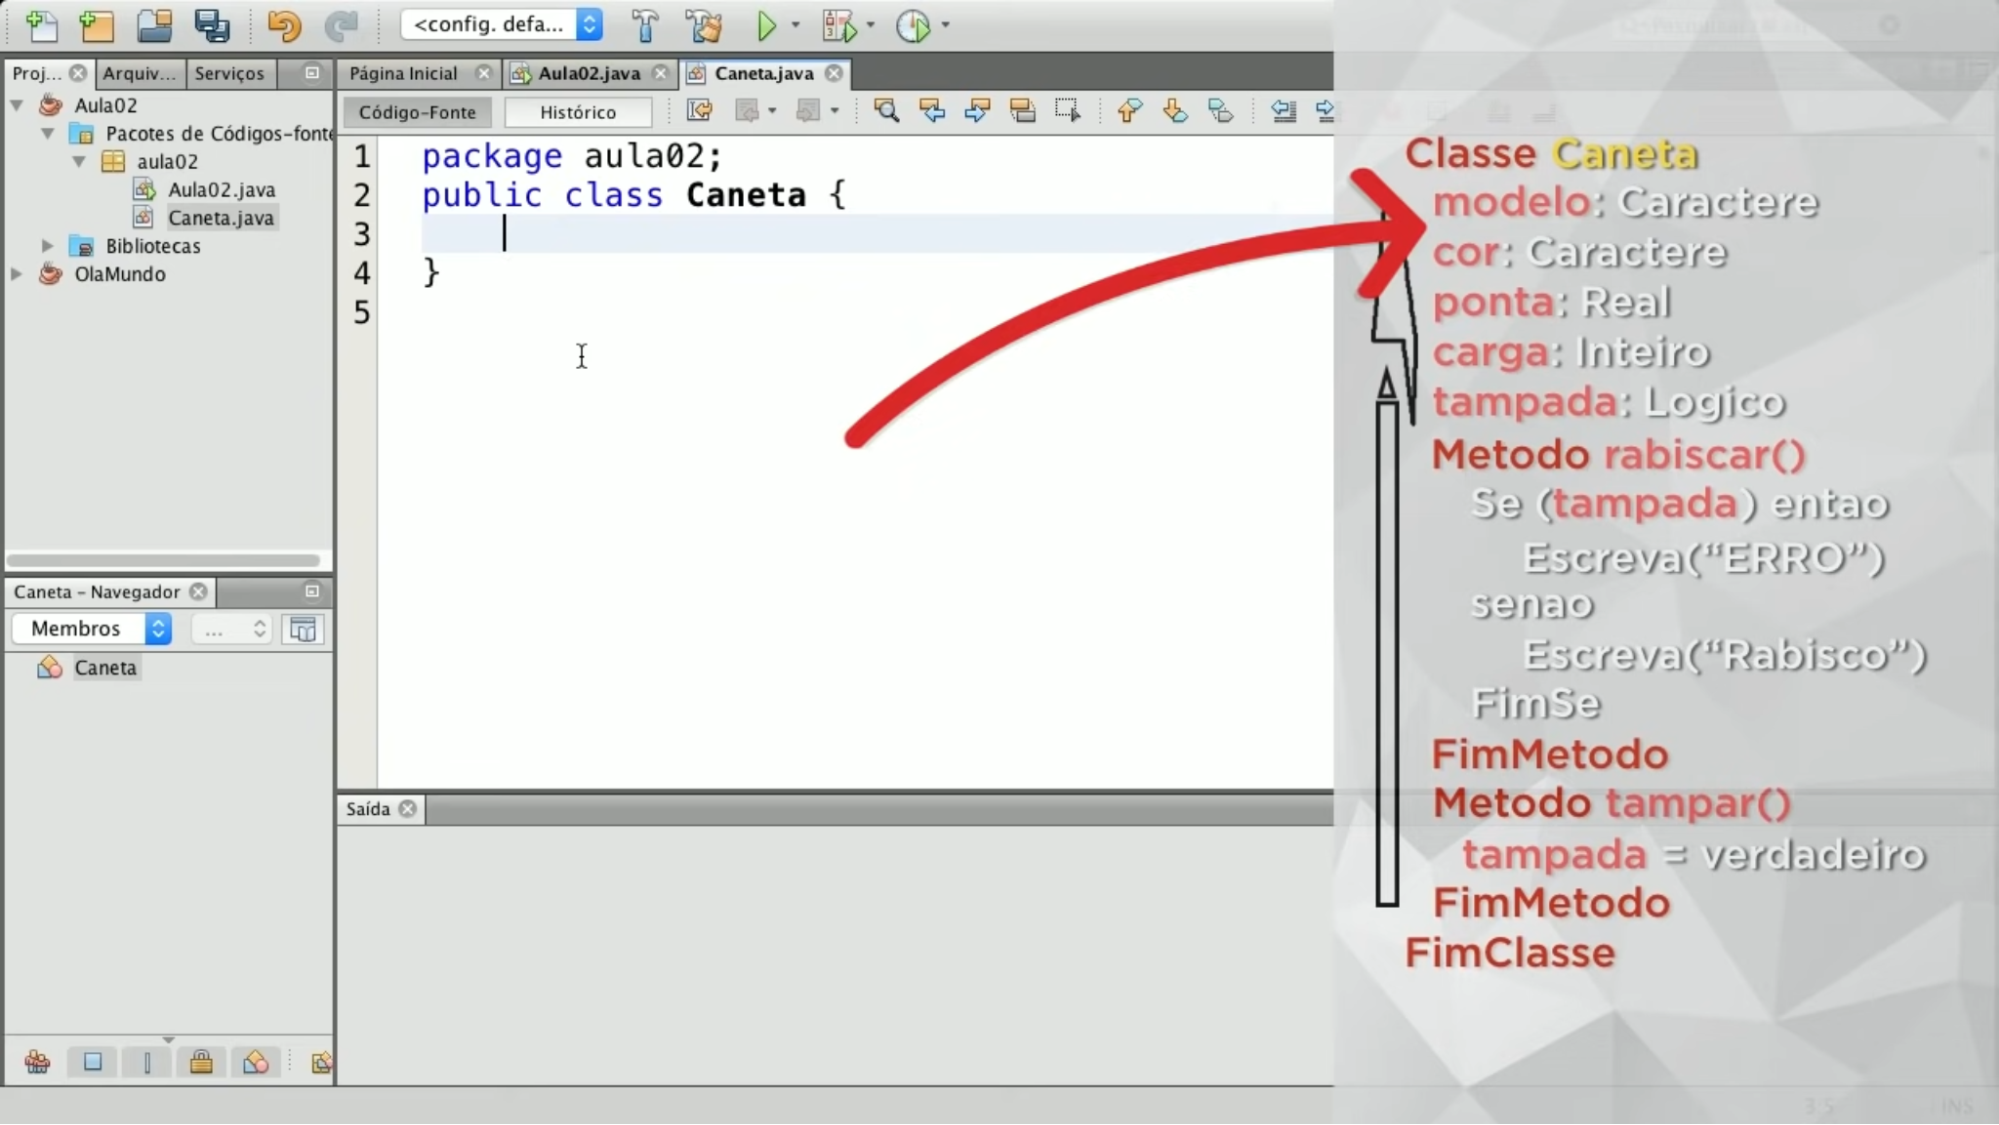 <config. defa...
Proj...
Arquiv...
Serviços
Página Inicial
Aula02.java
Caneta.java
Aula02
Pacotes de Códigos-fonte
aula02
Aula02.java
Caneta.java
Bibliotecas
OlaMundo
Código-Fonte
Histórico
1 package aula02;
2 public class Caneta {
3
4 }
5
Classe Caneta
modelo: Caractere
cor: Caractere
ponta: Real
carga: Inteiro
tampada: Logico
Metodo rabiscar()
Se (tampada) entao
Escreva(“ERRO”)
senao
Escreva(“Rabisco”)
FimSe
FimMetodo
Metodo tampar()
tampada = verdadeiro
FimMetodo
FimClasse
Caneta - Navegador
Membros
...
Caneta
Saída
3:5
INS